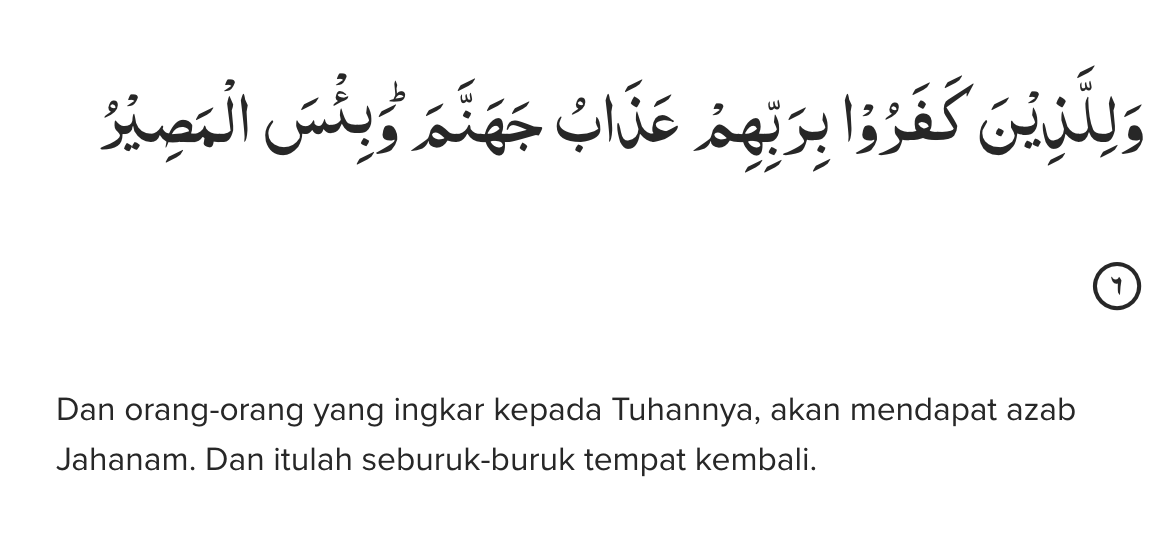 وَلِلَّذِيْنَ كَفَرُوْا بِرَبِّهِمْ عَذَابُ جَهَنَّمَۗ وَبِئْسَ الْمَصِيْرُ
٦
Dan orang-orang yang ingkar kepada Tuhannya, akan mendapat azab
Jahanam. Dan itulah seburuk-buruk tempat kembali.